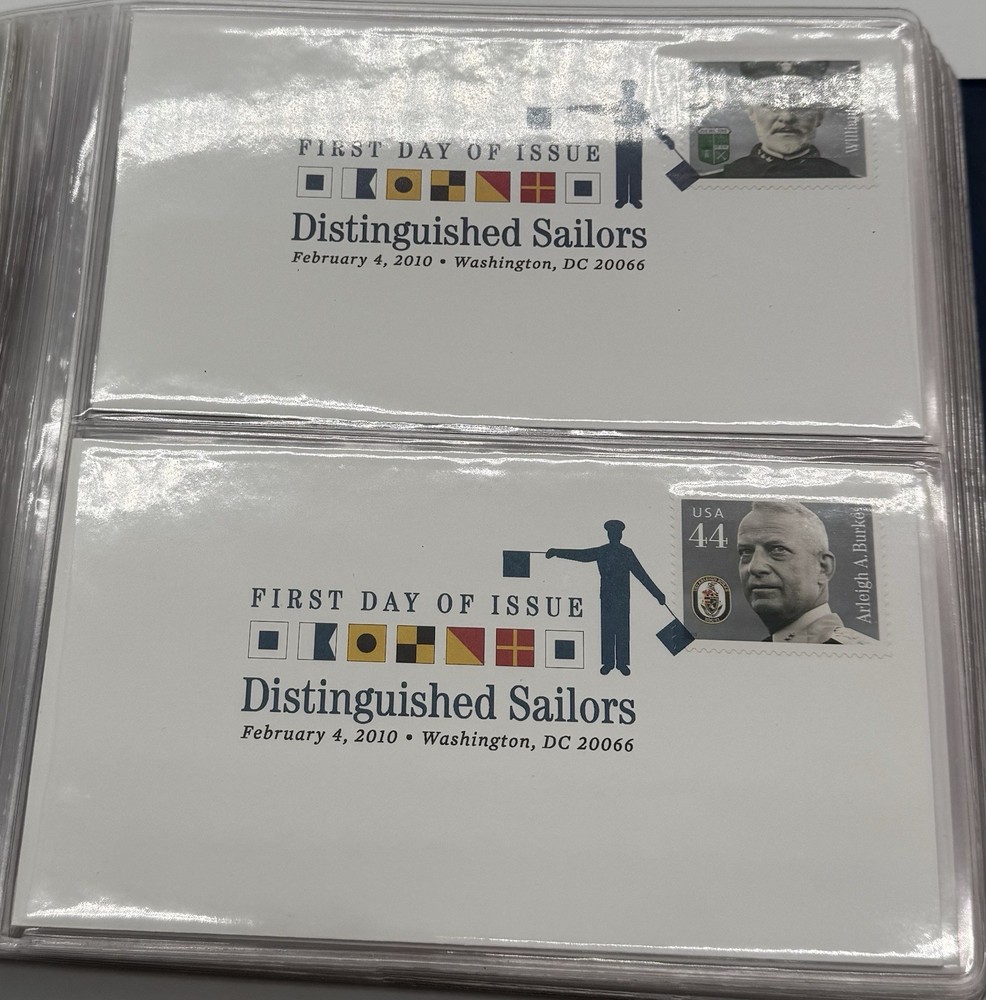 FIRST DAY OF ISSUE
Distinguished Sailors
February 4, 2010 • Washington, DC 20066
USA
44
Arleigh A. Burke
FIRST DAY OF ISSUE
Distinguished Sailors
February 4, 2010 • Washington, DC 20066